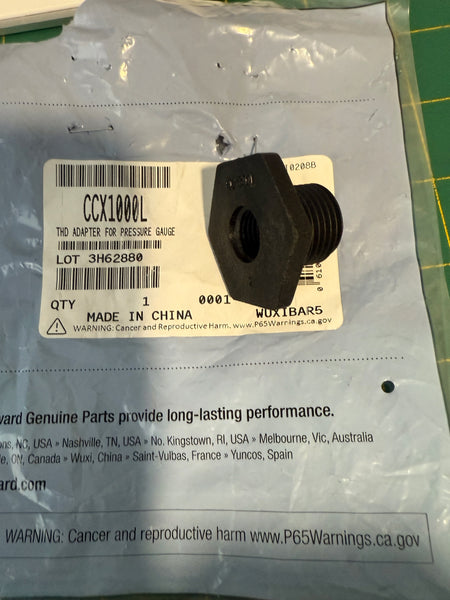 0208B
CCX1000L
THD ADAPTER FOR PRESSURE GAUGE
LOT 3H62880
QTY 1 0001
MADE IN CHINA WUXIBAR5
WARNING: Cancer and Reproductive Harm. www.P65Warnings.ca.gov
ward Genuine Parts provide long-lasting performance.
ons, NC, USA » Nashville, TN, USA » No. Kingstown, RI, USA » Melbourne, Vic, Australia
le, ON, Canada » Wuxi, China » Saint-Vulbas, France » Yuncos, Spain
ard.com
WARNING: Cancer and reproductive harm www.P65Warnings.ca.gov